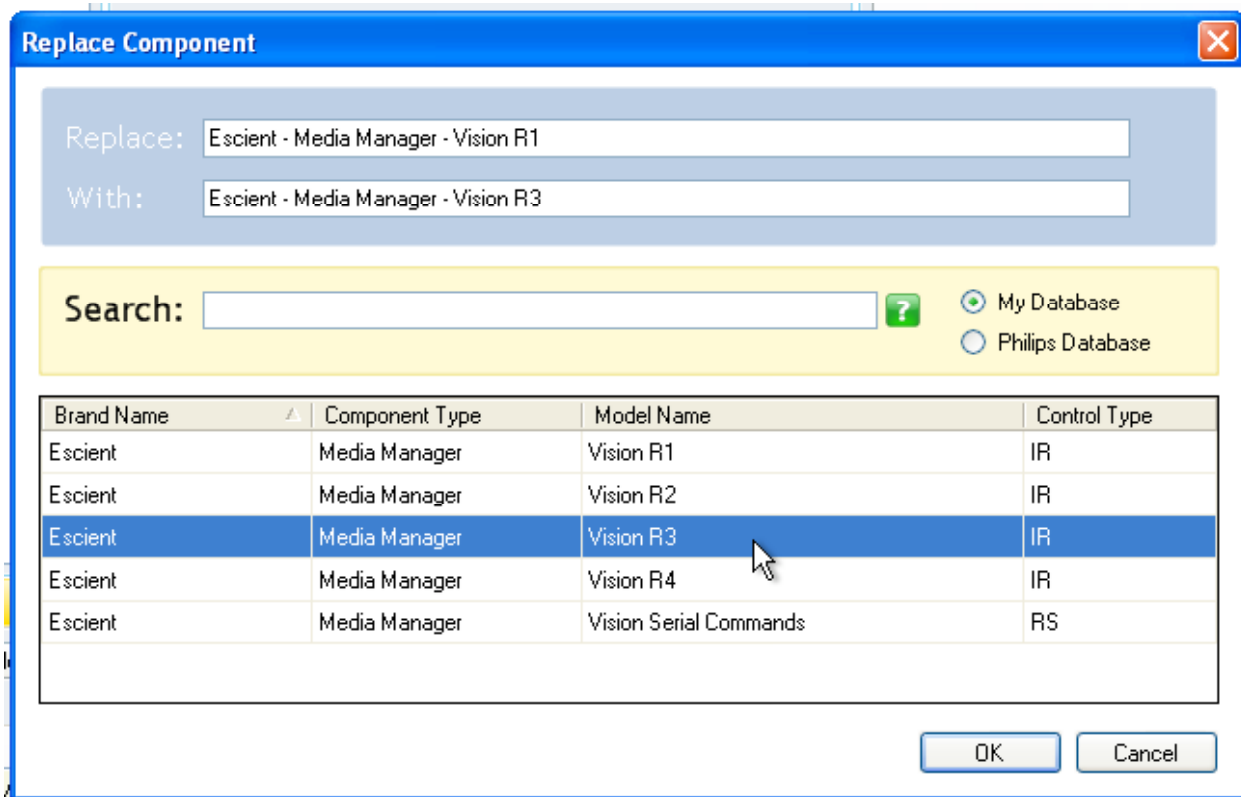 Replace Component
Replace: Escient - Media Manager - Vision R1
With: Escient - Media Manager - Vision R3
Search: ?
My Database
Philips Database
Brand Name Component Type Model Name Control Type
Escient Media Manager Vision R1 IR
Escient Media Manager Vision R2 IR
Escient Media Manager Vision R3 IR
Escient Media Manager Vision R4 IR
Escient Media Manager Vision Serial Commands RS
OK Cancel